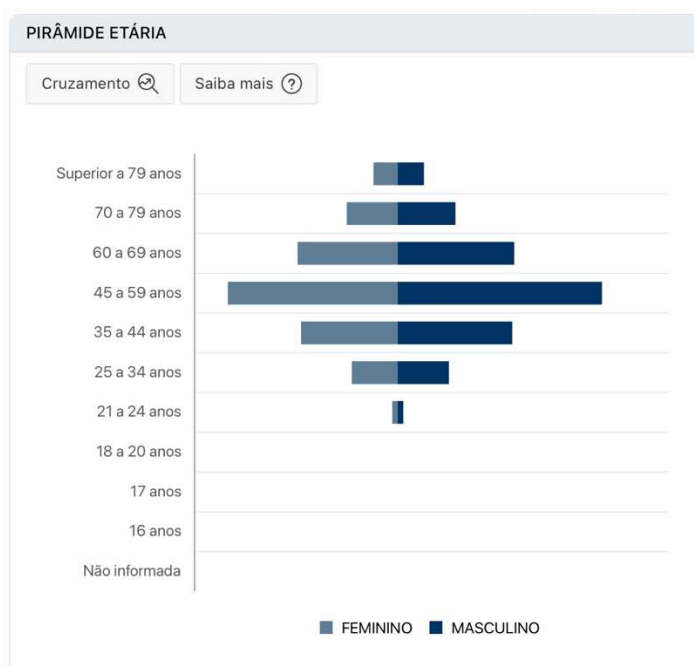 PIRÂMIDE ETÁRIA
Cruzamento
Saiba mais
Superior a 79 anos
70 a 79 anos
60 a 69 anos
45 a 59 anos
35 a 44 anos
25 a 34 anos
21 a 24 anos
18 a 20 anos
17 anos
16 anos
Não informada
FEMININO MASCULINO